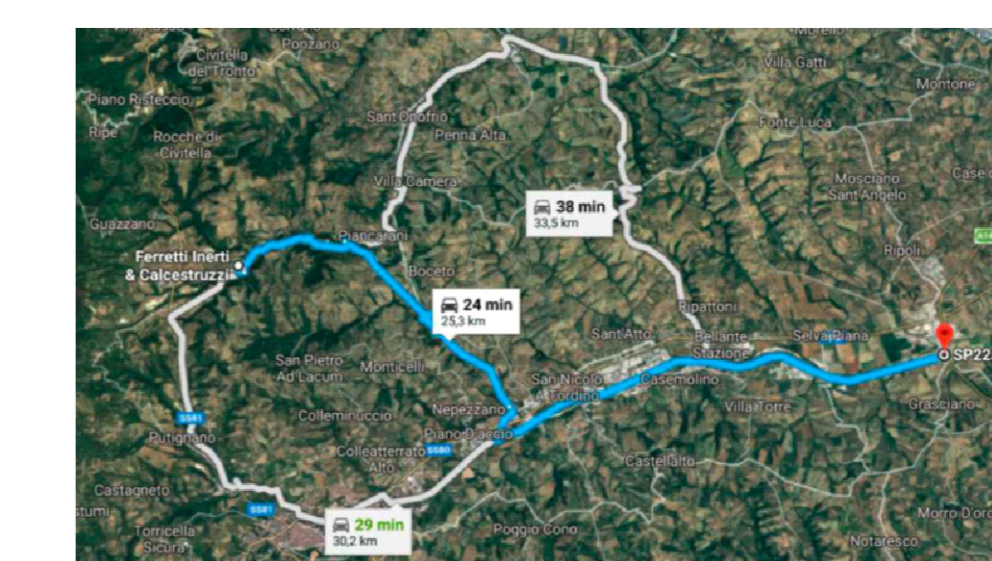 Ponzano
Civitella
del Tronto
Villa Gatti
Montone
Piano Risteccio
Sant'Onofrio
Fonte Luca
Ripe
Penna Alta
Rocche di
Civitella
Villa Camera
Mosciano
Sant'Angelo
Case
38 min
33,5 km
Guazzano
Piancarani
Ripoli
Ferretti Inerti
& Calcestruzzi
Boceto
24 min
25,3 km
Ripattoni
Sant'Atto
Bellante
Stazione
Selva Piana
SP22
San Pietro
Ad Lacum
Monticelli
San Nicolò
A Tordino
Casemolino
Colleminuccio
Nepezzano
Villa Torre
Grasciano
SS81
Putignano
Piano D'accio
Colleatterrato
Alto
SS80
Castellalto
Castagneto
SS81
Morro D'oro
29 min
30,2 km
Torricella
Sicura
Poggio Cono
Notaresco